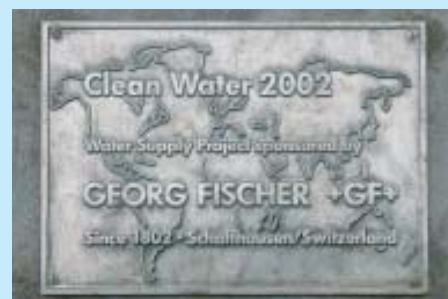 Clean Water 2002
Water Supply Project sponsored by
GEORG FISCHER +GF+
Since 1802 - Schaffhausen/Switzerland